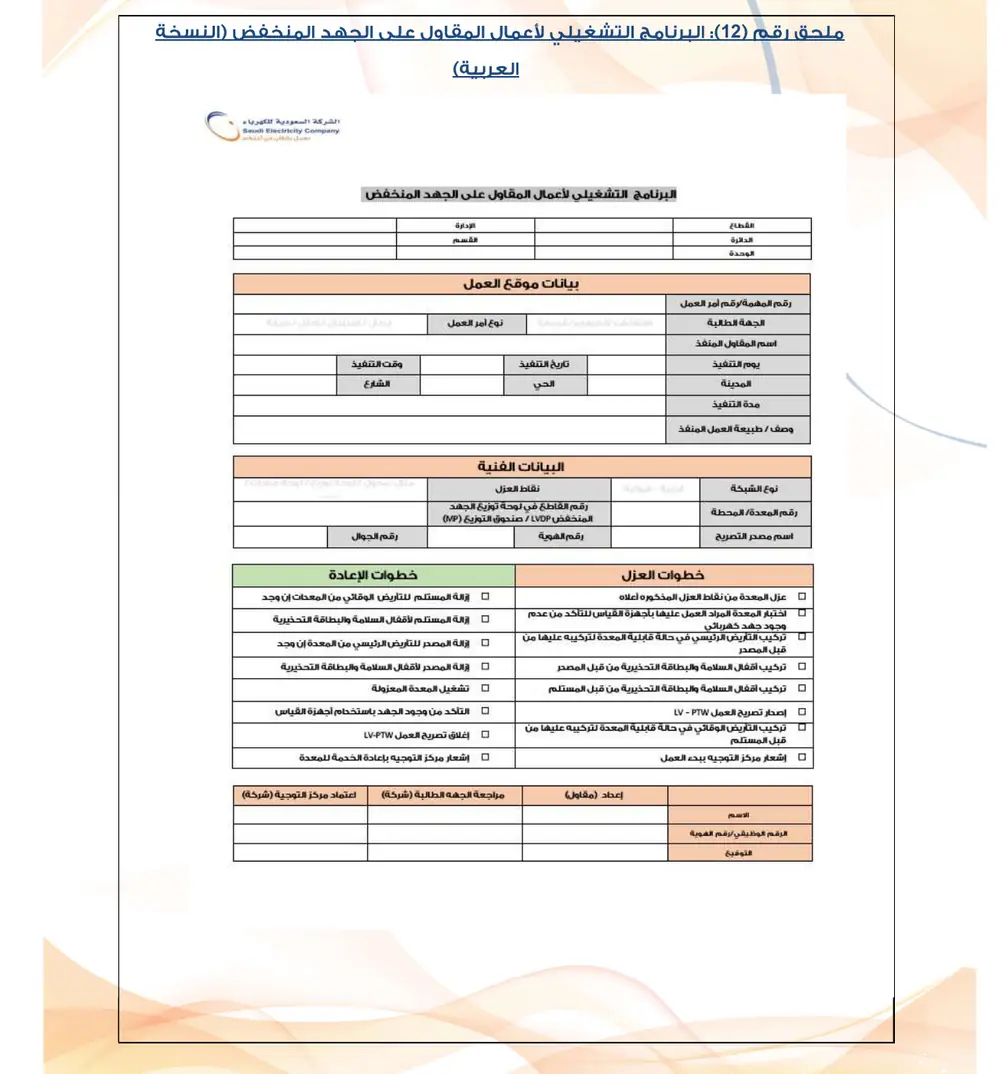 ملحق رقم (12): البرنامج التشغيلي لأعمال المقاول على الجهد المنخفض (النسخة
العربية)
الشركة السعودية للكهرباء
Saudi Electricity Company
البرنامج التشغيلي لأعمال المقاول على الجهد المنخفض
القطاع الإدارة
الدائرة القسم
الوحدة
بيانات موقع العمل
رقم المهمة/رقم أمر العمل
الجهة الطالبة نوع أمر العمل
اسم المقاول المنفذ
يوم التنفيذ تاريخ التنفيذ وقت التنفيذ
المدينة الحي الشارع
مدة التنفيذ
وصف / طبيعة العمل المنفذ
البيانات الفنية
نوع الشبكة نقاط العزل
رقم المعدة/ المحطة رقم القاطع في لوحة توزيع الجهد
المنخفض LVDP / صندوق التوزيع (MP)
اسم مصدر التصريح رقم الهوية رقم الجوال
خطوات العزل خطوات الإعادة
☐ عزل المعدة من نقاط العزل المذكوره أعلاه ☐ إزالة المستلم للتأريض الوقائي من المعدات إن وجد
☐ اختبار المعدة المراد العمل عليها بأجهزة القياس للتأكد من عدم
وجود جهد كهربائي ☐ إزالة المستلم لأقفال السلامة والبطاقة التحذيرية
☐ تركيب التأريض الرئيسي في حالة قابلية المعدة لتركيبه عليها من
قبل المصدر ☐ إزالة المصدر للتأريض الرئيسي من المعدة إن وجد
☐ تركيب أقفال السلامة والبطاقة التحذيرية من قبل المصدر ☐ إزالة المصدر لأقفال السلامة والبطاقة التحذيرية
☐ تركيب أقفال السلامة والبطاقة التحذيرية من قبل المستلم ☐ تشغيل المعدة المعزولة
☐ إصدار تصريح العمل LV - PTW ☐ التأكد من وجود الجهد باستخدام أجهزة القياس
☐ تركيب التأريض الوقائي في حالة قابلية المعدة لتركيبه عليها من
قبل المستلم ☐ إغلاق تصريح العمل LV-PTW
☐ إشعار مركز التوجيه ببدء العمل ☐ إشعار مركز التوجيه بإعادة الخدمة للمعدة
إعداد (مقاول) مراجعة الجهه الطالبة (شركة) اعتماد مركز التوجية (شركة)
الاسم
الرقم الوظيفي/رقم الهوية
التوقيع